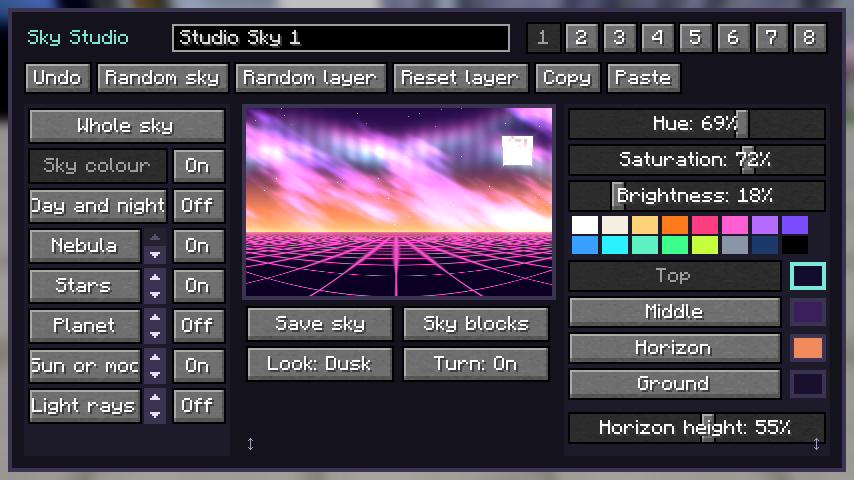 Sky Studio
Studio Sky 1
1 2 3 4 5 6 7 8
Undo Random sky Random layer Reset layer Copy Paste
Whole sky
Sky colour On
Day and night Off
Nebula On
Stars On
Planet Off
Sun or moo On
Light rays Off
Save sky Sky blocks
Look: Dusk Turn: On
Hue: 69%
Saturation: 72%
Brightness: 18%
Top
Middle
Horizon
Ground
Horizon height: 55%